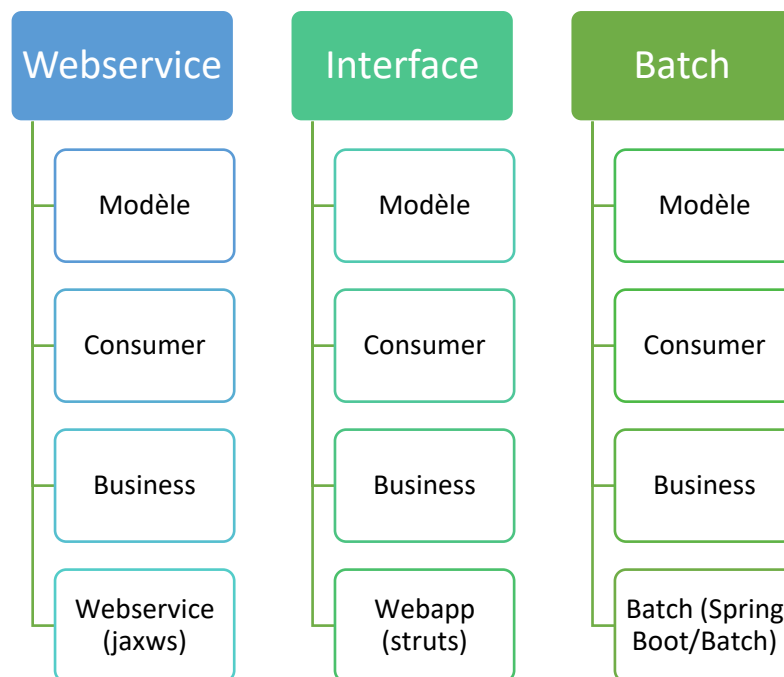 Webservice
Modèle
Consumer
Business
Webservice
(jaxws)
Interface
Modèle
Consumer
Business
Webapp
(struts)
Batch
Modèle
Consumer
Business
Batch (Spring
Boot/Batch)